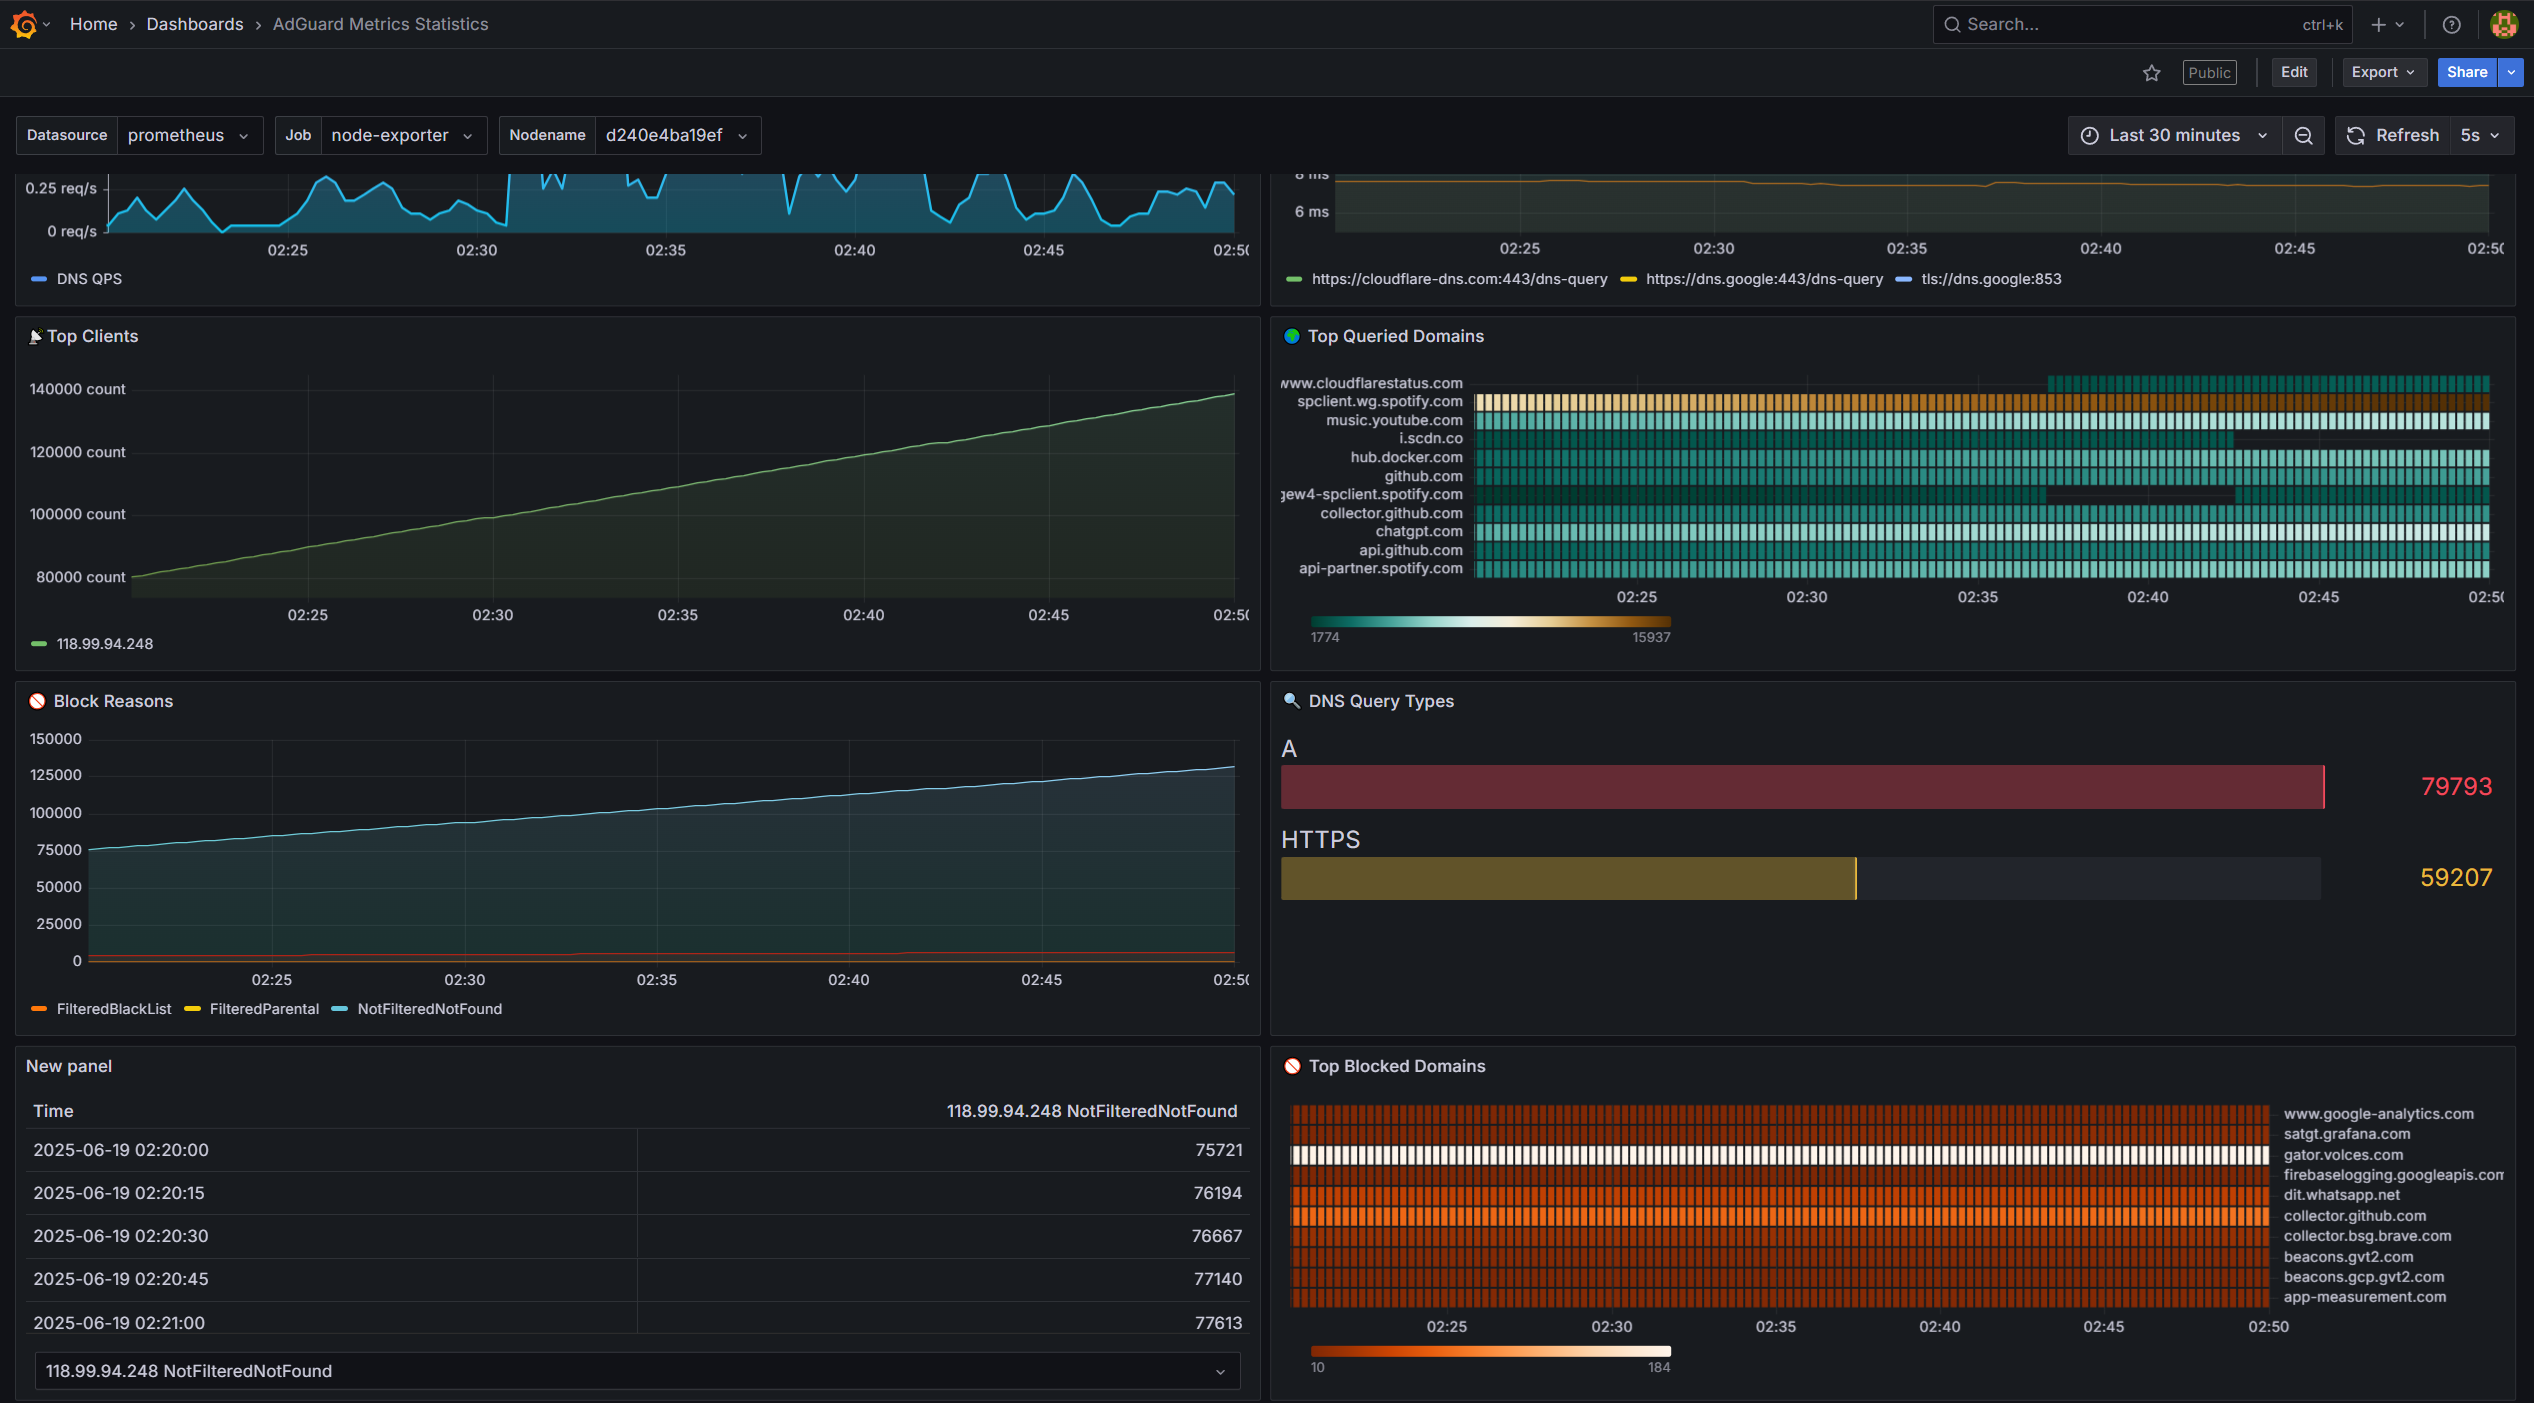 Home › Dashboards › AdGuard Metrics Statistics
Search... ctrl+k
Public Edit Export Share
Datasource prometheus Job node-exporter Nodename d240e4ba19ef Last 30 minutes Refresh 5s
0.25 req/s
0 req/s
02:25 02:30 02:35 02:40 02:45 02:50
DNS QPS
8 ms
6 ms
02:25 02:30 02:35 02:40 02:45 02:50
https://cloudflare-dns.com:443/dns-query https://dns.google:443/dns-query tls://dns.google:853
Top Clients
140000 count
120000 count
100000 count
80000 count
02:25 02:30 02:35 02:40 02:45 02:50
118.99.94.248
Top Queried Domains
www.cloudflarestatus.com
spclient.wg.spotify.com
music.youtube.com
i.scdn.co
hub.docker.com
github.com
gew4-spclient.spotify.com
collector.github.com
chatgpt.com
api.github.com
api-partner.spotify.com
02:25 02:30 02:35 02:40 02:45 02:50
1774 15937
Block Reasons
150000
125000
100000
75000
50000
25000
0
02:25 02:30 02:35 02:40 02:45 02:50
FilteredBlackList FilteredParental NotFilteredNotFound
DNS Query Types
A
79793
HTTPS
59207
New panel
Time 118.99.94.248 NotFilteredNotFound
2025-06-19 02:20:00 75721
2025-06-19 02:20:15 76194
2025-06-19 02:20:30 76667
2025-06-19 02:20:45 77140
2025-06-19 02:21:00 77613
118.99.94.248 NotFilteredNotFound
Top Blocked Domains
www.google-analytics.com
satgt.grafana.com
gator.volces.com
firebaselogging.googleapis.com
dit.whatsapp.net
collector.github.com
collector.bsg.brave.com
beacons.gvt2.com
beacons.gcp.gvt2.com
app-measurement.com
02:25 02:30 02:35 02:40 02:45 02:50
10 184